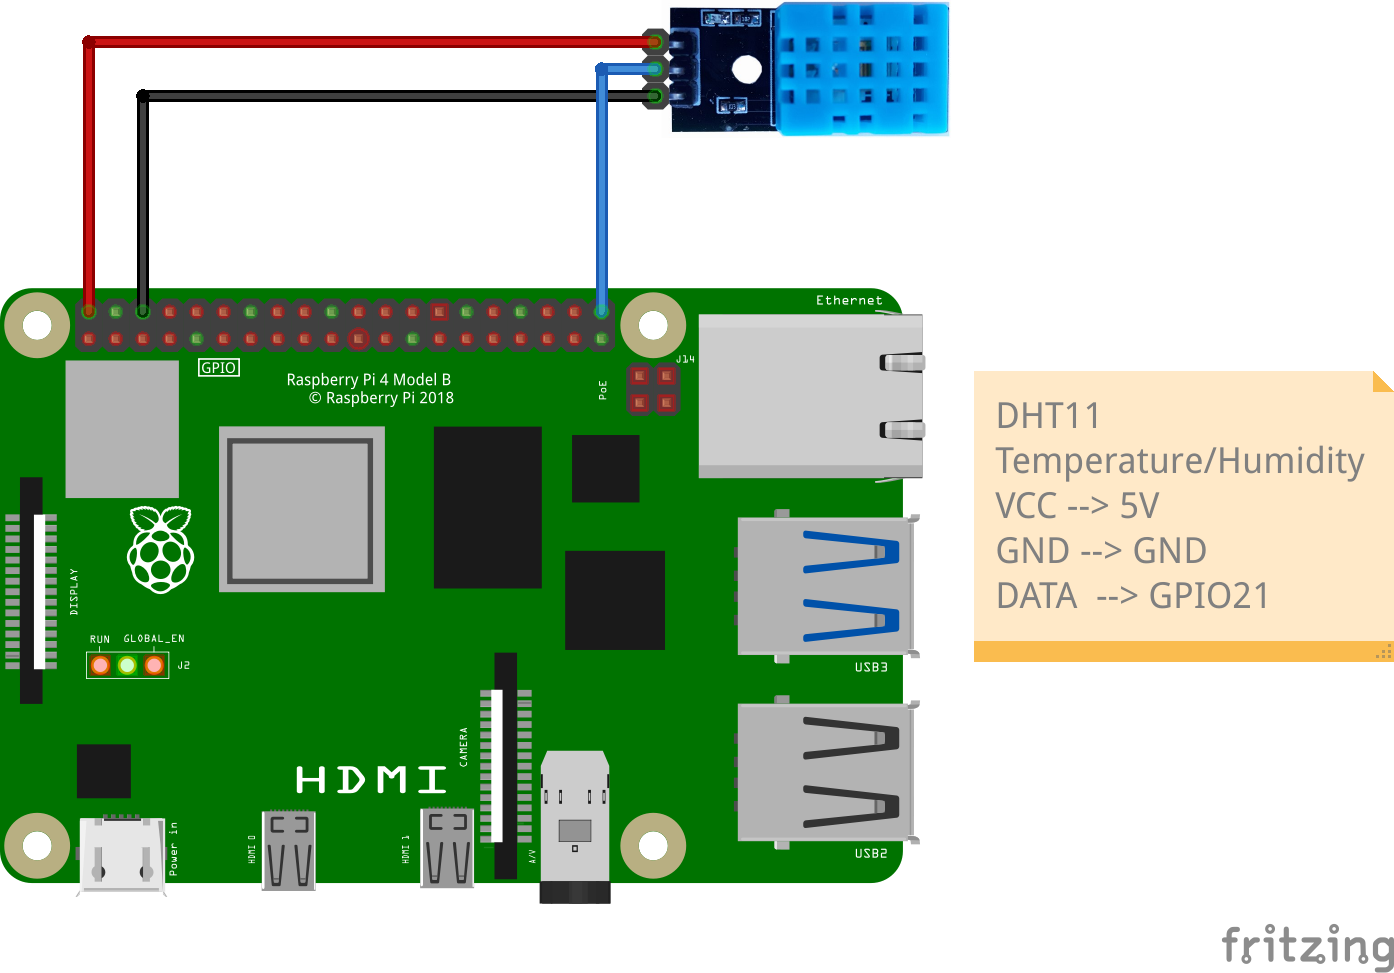 Ethernet
J14
GPIO
Raspberry Pi 4 Model B
© Raspberry Pi 2018
PoE
DHT11
Temperature/Humidity
VCC --> 5V
GND --> GND
DATA --> GPIO21
DISPLAY
RUN GLOBAL_EN
J2
USB3
CAMERA
HDMI
Power in
HDMI 0
HDMI 1
A/V
USB2
fritzing